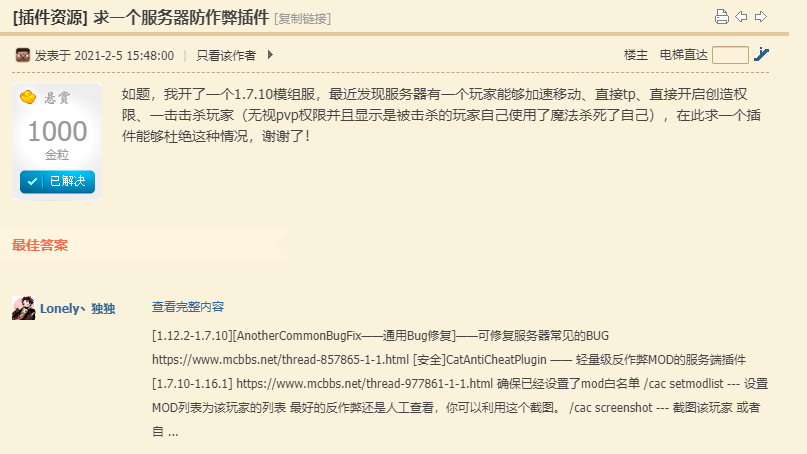 [插件资源] 求一个服务器防作弊插件 [复制链接]
发表于 2021-2-5 15:48:00 | 只看该作者
楼主 电梯直达
悬赏
1000
金粒
已解决
如题，我开了一个1.7.10模组服，最近发现服务器有一个玩家能够加速移动、直接tp、直接开启创造权
限、一击击杀玩家（无视pvp权限并且显示是被击杀的玩家自己使用了魔法杀死了自己），在此求一个插
件能够杜绝这种情况，谢谢了！
最佳答案
Lonely丶独独
查看完整内容
[1.12.2-1.7.10][AnotherCommonBugFix——通用Bug修复]——可修复服务器常见的BUG
https://www.mcbbs.net/thread-857865-1-1.html [安全]CatAntiCheatPlugin —— 轻量级反作弊MOD的服务端插件
[1.7.10-1.16.1] https://www.mcbbs.net/thread-977861-1-1.html 确保已经设置了mod白名单 /cac setmodlist --- 设置
MOD列表为该玩家的列表 最好的反作弊还是人工查看，你可以利用这个截图。 /cac screenshot --- 截图该玩家 或者
自 ...